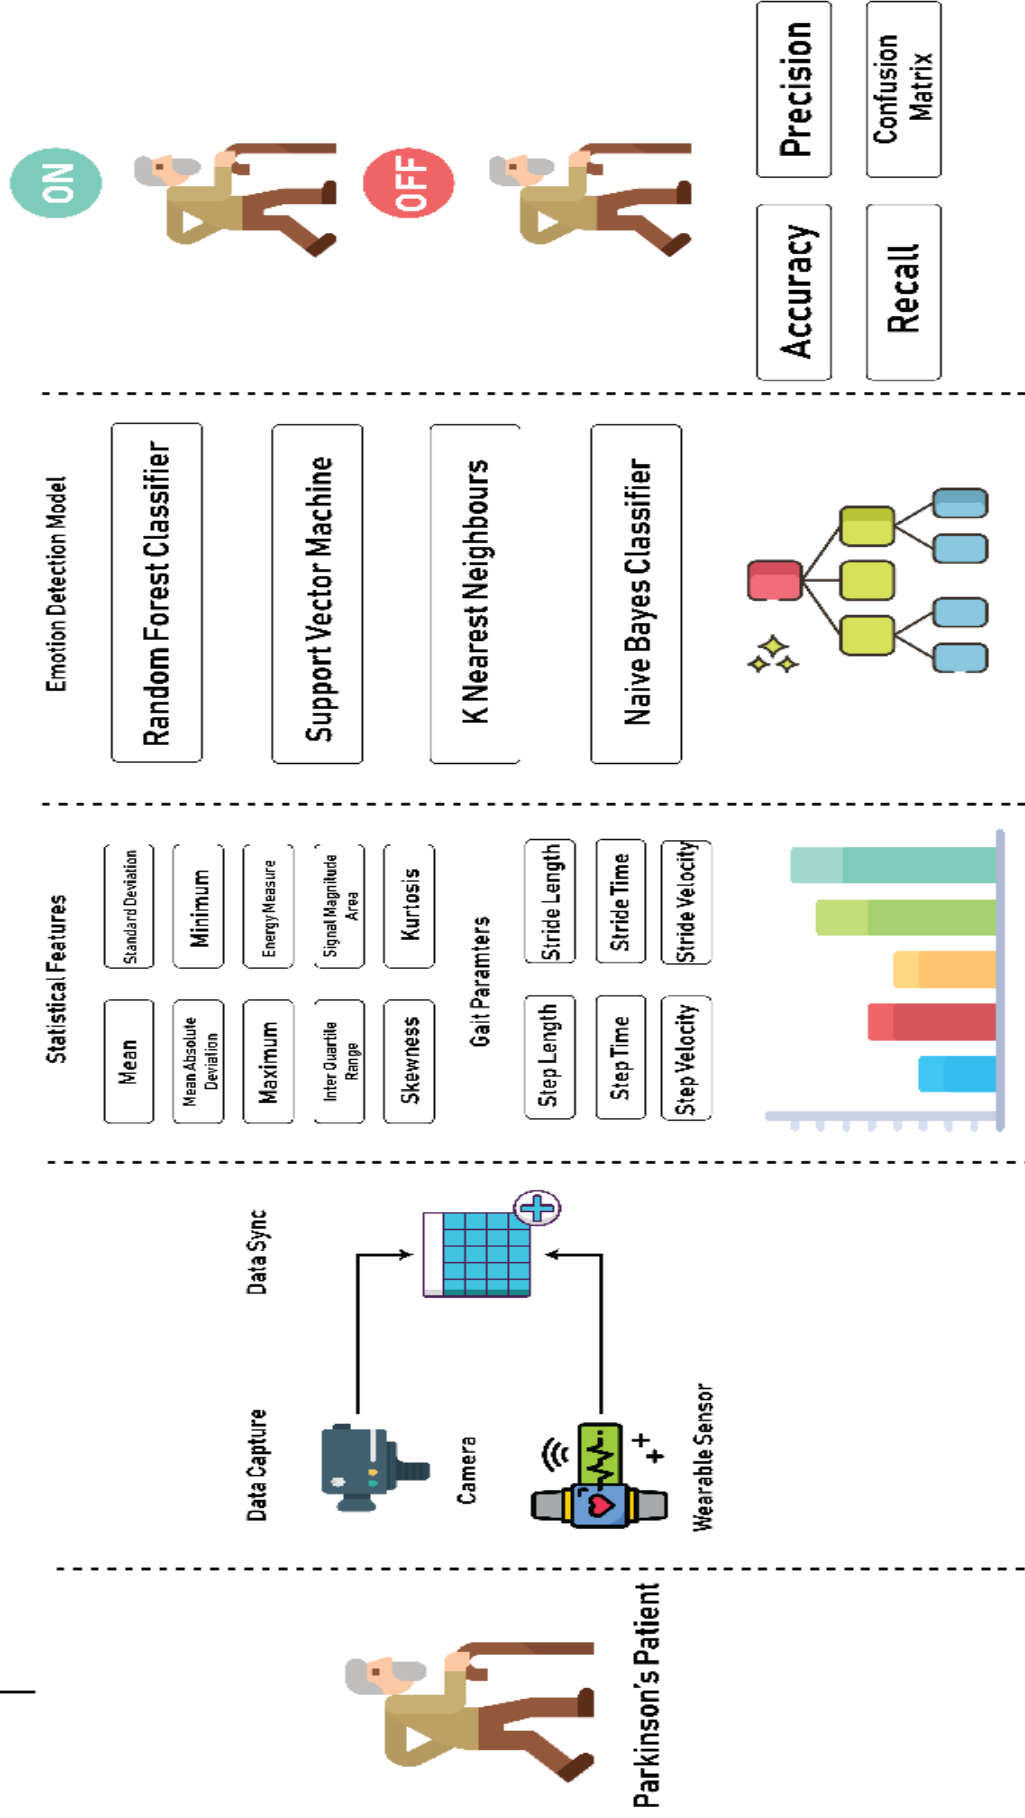 Parkinson's Patient
Data Capture
Data Sync
Camera
Wearable Sensor
Statistical Features
Mean
Standard Deviation
Mean Absolute
Deviation
Minimum
Maximum
Energy Measure
Inter Quartile
Range
Signal Magnitude
Area
Skewness
Kurtosis
Gait Paramters
Step Length
Stride Length
Step Time
Stride Time
Step Velocity
Stride Velocity
Emotion Detection Model
Random Forest Classifier
Support Vector Machine
K Nearest Neighbours
Naive Bayes Classifier
ON
OFF
Accuracy
Precision
Recall
Confusion
Matrix